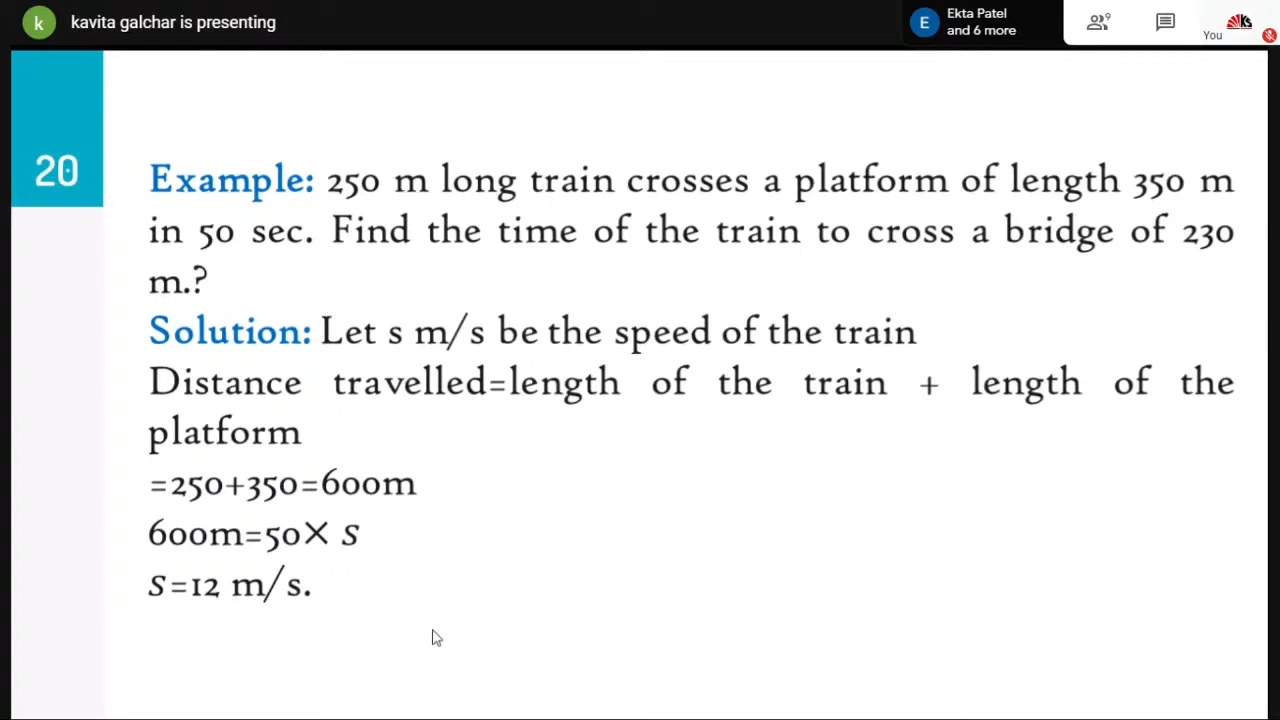 k
kavita galchar is presenting
E
Ekta Patel
and 6 more
9
ks
You
20
Example: 250 m long train crosses a platform of length 350 m
in 50 sec. Find the time of the train to cross a bridge of 230
m.?
Solution: Let s m/s be the speed of the train
Distance travelled=length of the train + length of the
platform
=250+350=600m
600m=50× S
S=12 m/s.